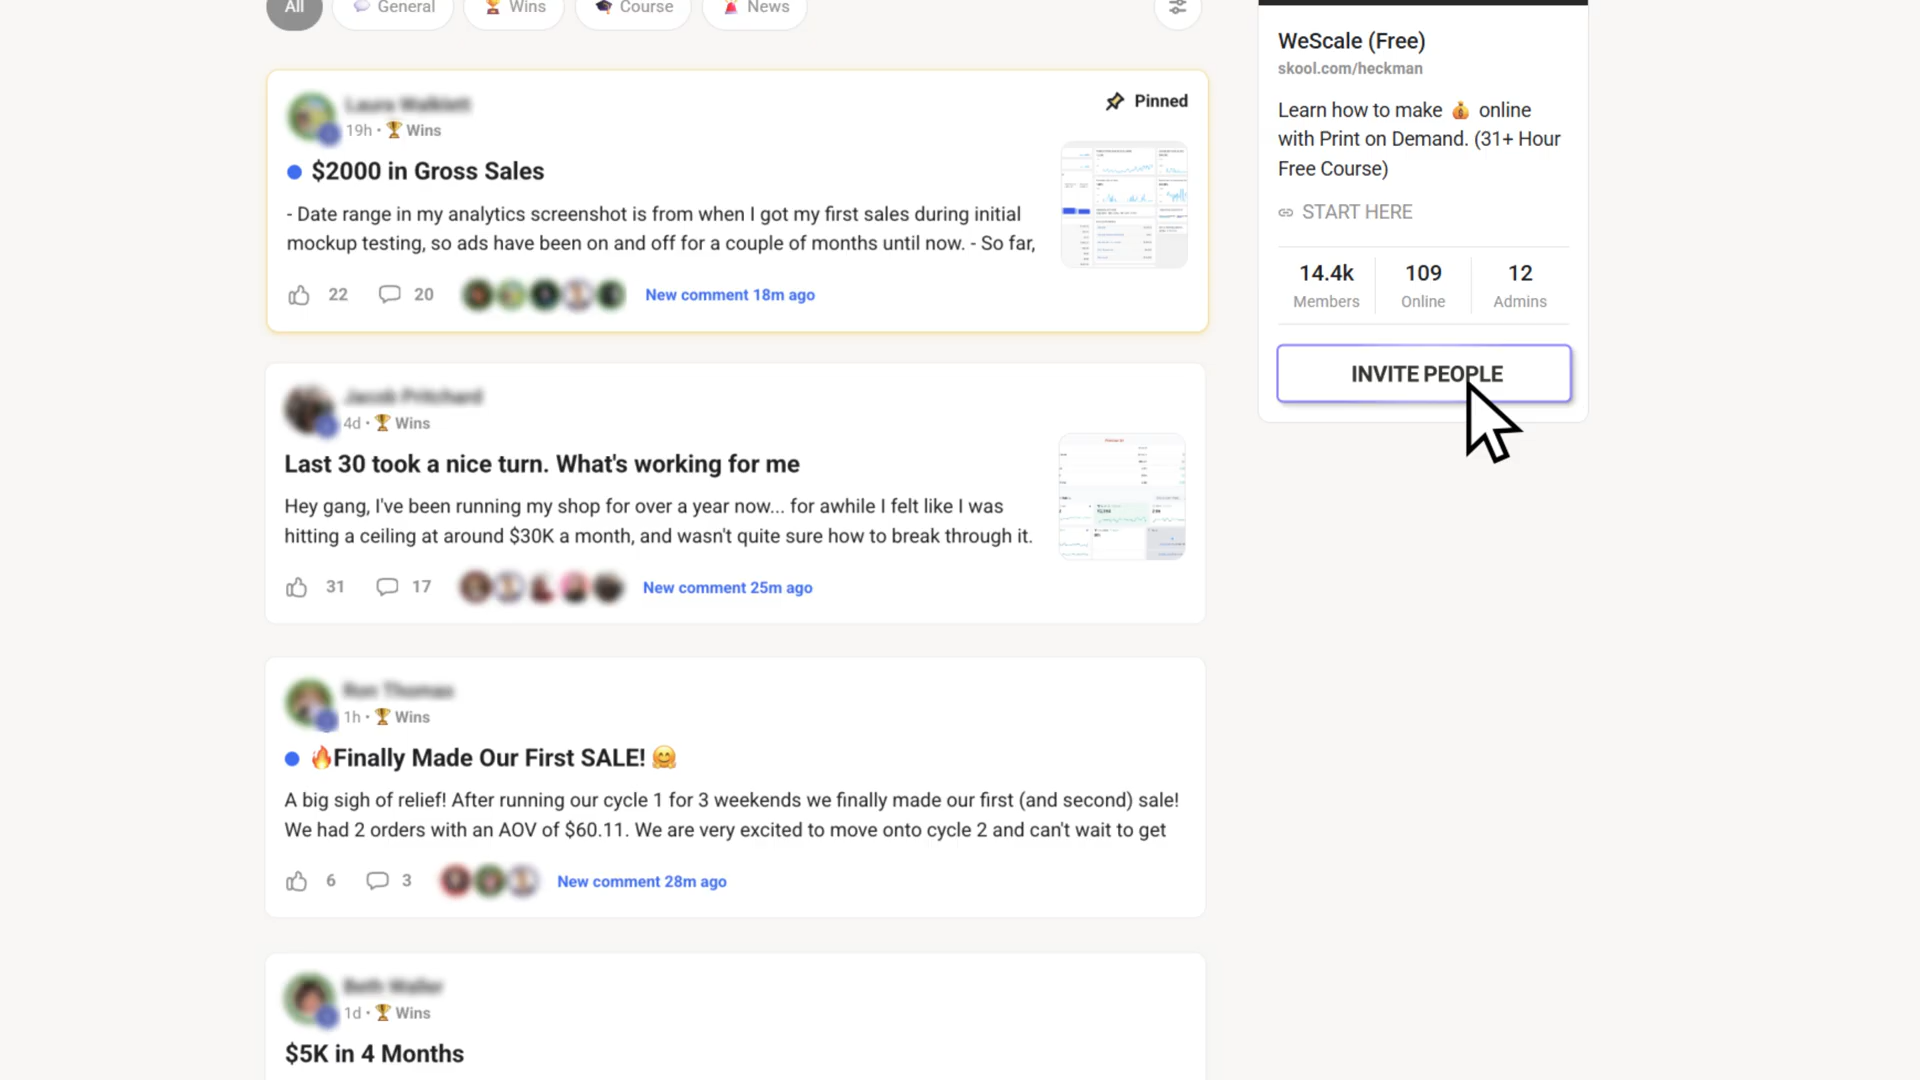 All
General
Wins
Course
News
Pinned
19h • Wins
$2000 in Gross Sales
- Date range in my analytics screenshot is from when I got my first sales during initial
mockup testing, so ads have been on and off for a couple of months until now. - So far,
22
20
New comment 18m ago
4d • Wins
Last 30 took a nice turn. What's working for me
Hey gang, I've been running my shop for over a year now... for awhile I felt like I was
hitting a ceiling at around $30K a month, and wasn't quite sure how to break through it.
31
17
New comment 25m ago
1h • Wins
🔥Finally Made Our First SALE! 🤗
A big sigh of relief! After running our cycle 1 for 3 weekends we finally made our first (and second) sale!
We had 2 orders with an AOV of $60.11. We are very excited to move onto cycle 2 and can't wait to get
6
3
New comment 28m ago
1d • Wins
$5K in 4 Months
WeScale (Free)
skool.com/heckman
Learn how to make 💰 online
with Print on Demand. (31+ Hour
Free Course)
START HERE
14.4k
Members
109
Online
12
Admins
INVITE PEOPLE